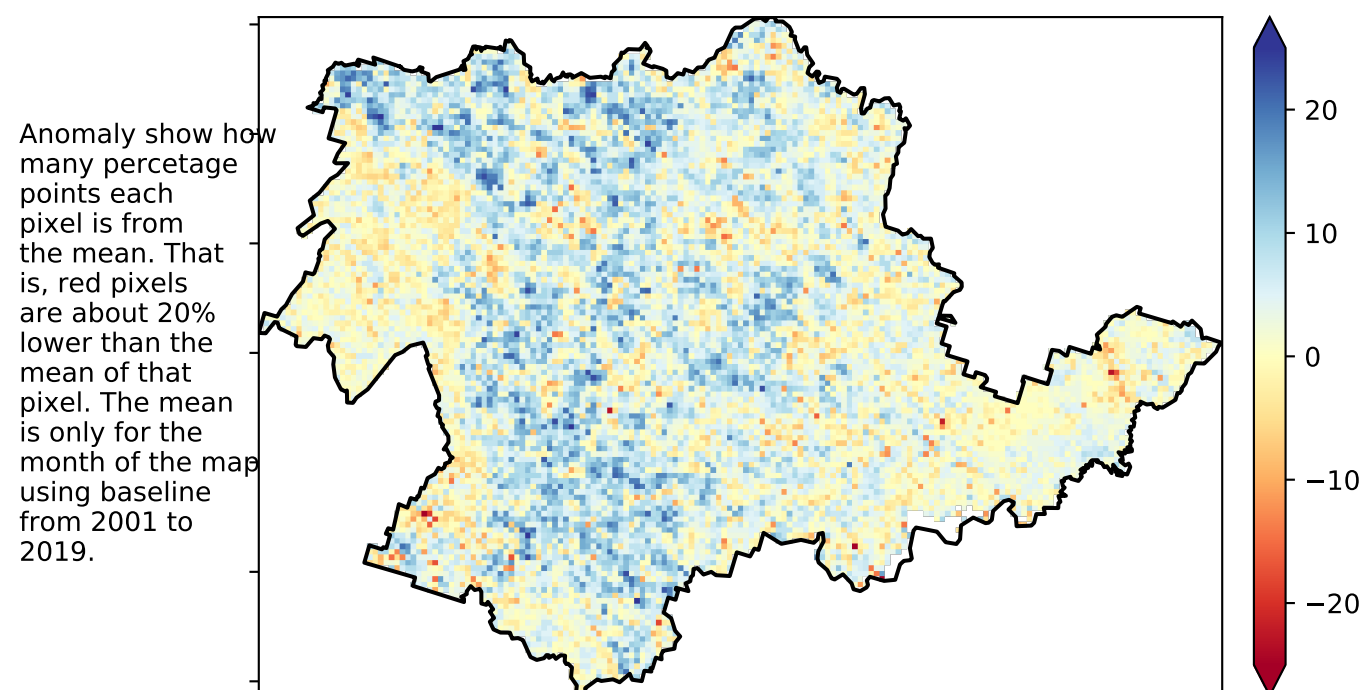 Anomaly show how
many percetage
points each
pixel is from
the mean. That
is, red pixels
are about 20%
lower than the
mean of that
pixel. The mean
is only for the
month of the map
using baseline
from 2001 to
2019.
20
10
0
−10
−20